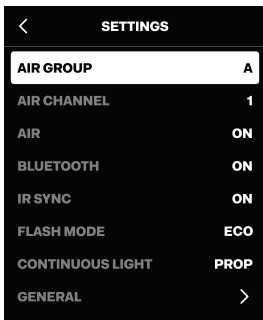 SETTINGS
AIR GROUP A
AIR CHANNEL 1
AIR ON
BLUETOOTH ON
IR SYNC ON
FLASH MODE ECO
CONTINUOUS LIGHT PROP
GENERAL